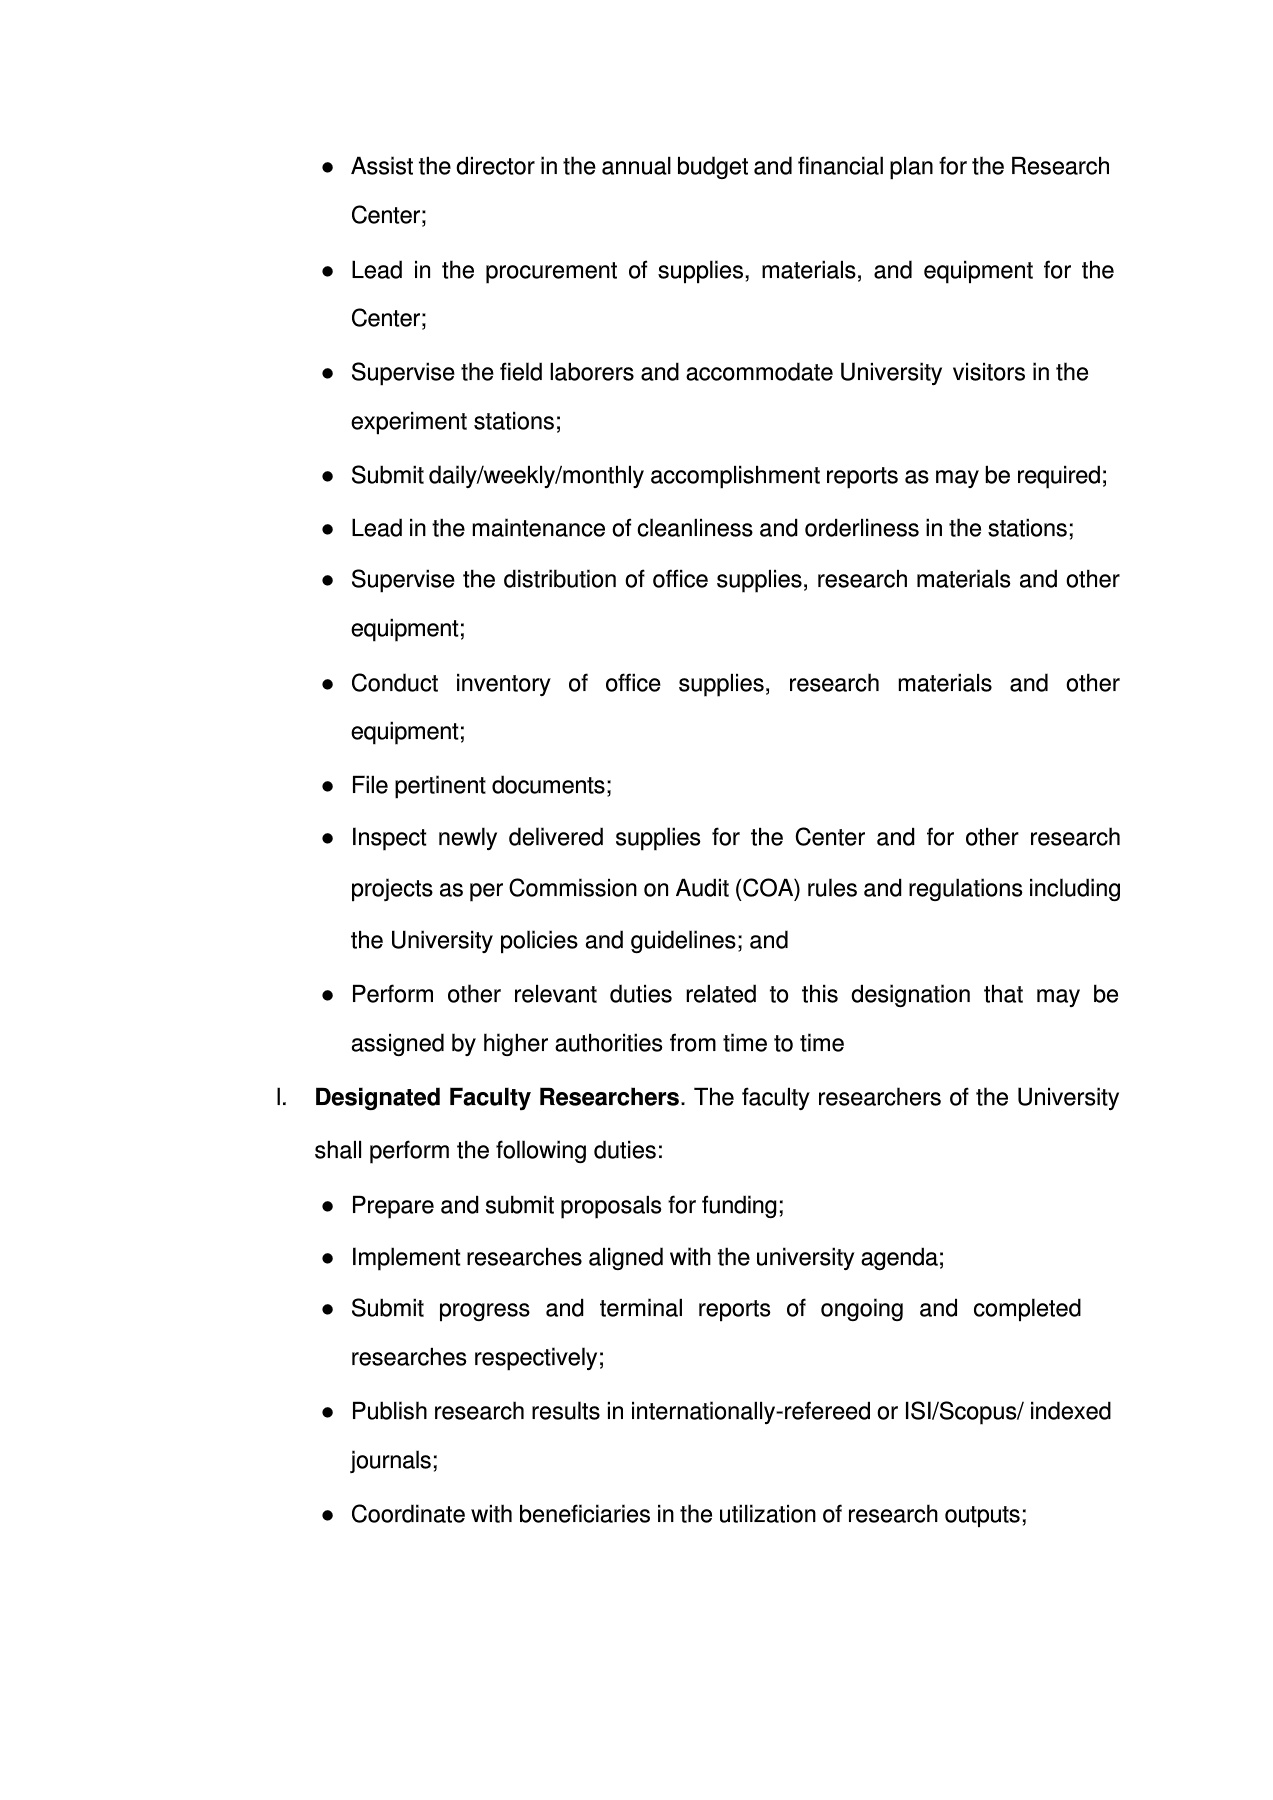 ● Assist the director in the annual budget and financial plan for the Research
Center;
● Lead in the procurement of supplies, materials, and equipment for the
Center;
● Supervise the field laborers and accommodate University visitors in the
experiment stations;
● Submit daily/weekly/monthly accomplishment reports as may be required;
● Lead in the maintenance of cleanliness and orderliness in the stations;
● Supervise the distribution of office supplies, research materials and other
equipment;
● Conduct inventory of office supplies, research materials and other
equipment;
● File pertinent documents;
● Inspect newly delivered supplies for the Center and for other research
projects as per Commission on Audit (COA) rules and regulations including
the University policies and guidelines; and
● Perform other relevant duties related to this designation that may be
assigned by higher authorities from time to time
l. Designated Faculty Researchers. The faculty researchers of the University
shall perform the following duties:
● Prepare and submit proposals for funding;
● Implement researches aligned with the university agenda;
● Submit progress and terminal reports of ongoing and completed
researches respectively;
● Publish research results in internationally-refereed or ISI/Scopus/ indexed
journals;
● Coordinate with beneficiaries in the utilization of research outputs;